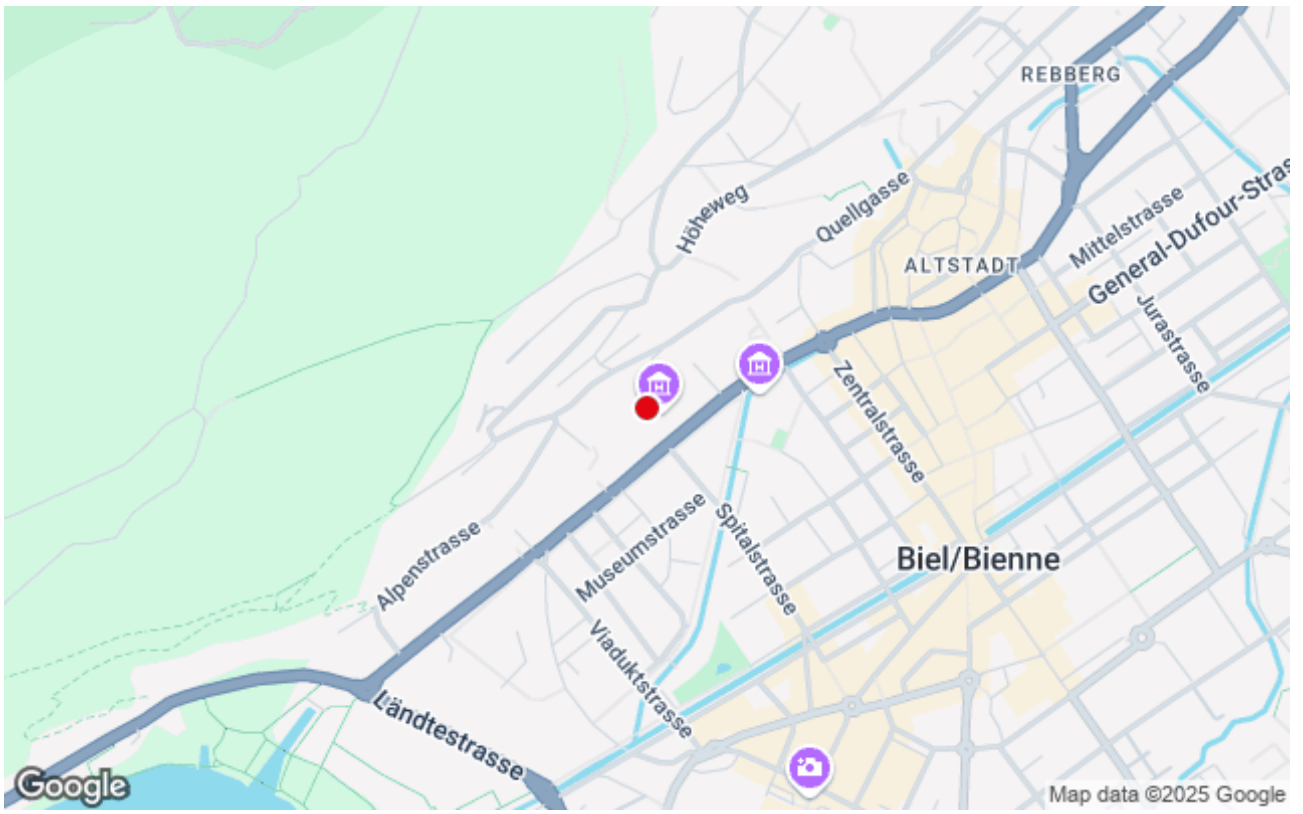 REBBERG
Höheweg
Quellgasse
Mittelstrasse
General-Dufour-Stras
ALTSTADT
Jurastrasse
Zentralstrasse
Alpenstrasse
Museumstrasse
Spitalstrasse
Biel/Bienne
Viaduktstrasse
Ländtestrasse
H
H
Google
Map data ©2025 Google